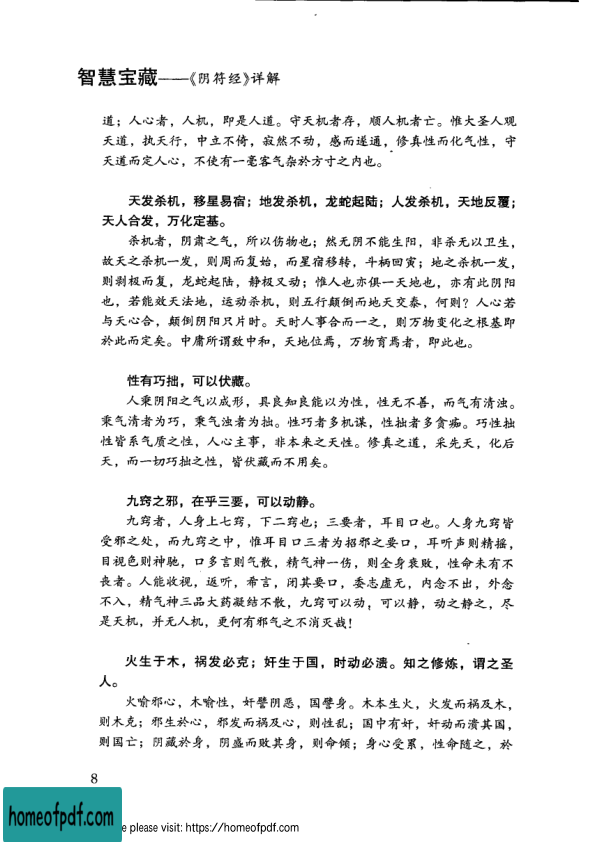 智慧宝藏——《阴符经》详解
道；人心者，人机，即是人道。守天机者存，顺人机者亡。惟大圣人观
天道，执天行，中立不倚，寂然不动，感而遂通，修真性而化气性，守
天道而定人心，不使有一毫客气杂於方寸之内也。
天发杀机，移星易宿；地发杀机，龙蛇起陆；人发杀机，天地反覆；
天人合发，万化定基。
杀机者，阴肃之气，所以伤物也；然无阴不能生阳，非杀无以卫生，
故天之杀机一发，则周而复始，而星宿移转，斗柄回寅；地之杀机一发，
则剥极而复，龙蛇起陆，静极又动；惟人也亦俱一天地也，亦有此阴阳
也，若能效天法地，运动杀机，则五行颠倒而地天交泰，何则？人心若
与天心合，颠倒阴阳只片时。天时人事合而一之，则万物变化之根基即
於此而定矣。中庸所谓致中和，天地位焉，万物育焉者，即此也。
性有巧拙，可以伏藏。
人秉阴阳之气以成形，具良知良能以为性，性无不善，而气有清浊。
秉气清者为巧，秉气浊者为拙。性巧者多机谋，性拙者多贪痴。巧性拙
性皆系气质之性，人心主事，非本来之天性。修真之道，采先天，化后
天，而一切巧拙之性，皆伏藏而不用矣。
九窍之邪，在乎三要，可以动静。
九窍者，人身上七窍，下二窍也；三要者，耳目口也。人身九窍皆
受邪之处，而九窍之中，惟耳目口三者为招邪之要口，耳听声则精摇，
目视色则神驰，口多言则气散，精气神一伤，则全身衰败，性命未有不
丧者。人能收视，返听，希言，闭其要口，委志虚无，内念不出，外念
不入，精气神三品大药凝结不散，九窍可以动，可以静，动之静之，尽
是天机，并无人机，更何有邪气之不消灭哉！
火生于木，祸发必克；奸生于国，时动必溃。知之修炼，谓之圣
人。
火喻邪心，木喻性，奸譬阴恶，国譬身。木本生火，火发而祸及木，
则木克；邪生於心，邪发而祸及心，则性乱；国中有奸，奸动而溃其国，
则国亡；阴藏於身，阴盛而败其身，则命倾；身心受累，性命随之，於
8
homeofpdf.com
e please visit: https://homeofpdf.com